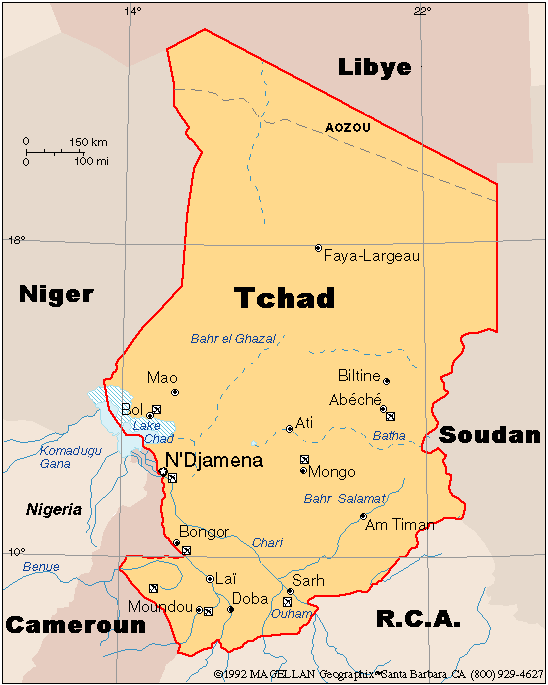 14°
22°
Libye
AOZOU
0 150 km
0 100 mi
18°
Faya-Largeau
Niger
Tchad
Bahr el Ghazal
Mao
Biltine
Bol
Abéché
Lake
Chad
Ati
Batha
Soudan
Komadugu
Gana
N'Djamena
Mongo
Bahr Salamat
Nigeria
Am Timan
Bongor
Chari
10°
Benue
Laï
Sarh
Moundou
Doba
Ouham
Cameroun
R.C.A.
©1992 MAGELLAN Geographix℠Santa Barbara CA (800) 929-4627